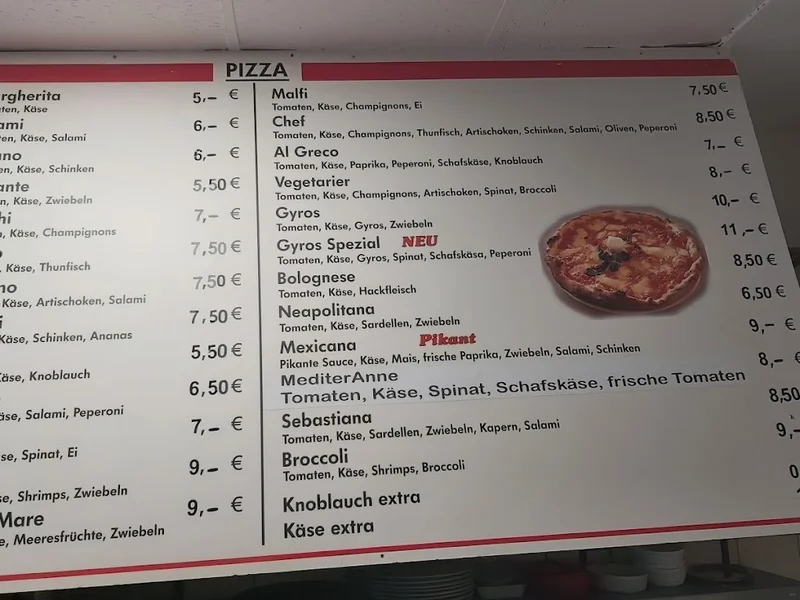 PIZZA
rgherita 5,– €
ten, Käse
ami 6,– €
en, Käse, Salami
no 6,– €
en, Käse, Schinken
ante 5,50 €
n, Käse, Zwiebeln
hi 7,– €
, Käse, Champignons
7,50 €
, Käse, Thunfisch
no 7,50 €
Käse, Artischoken, Salami
i 7,50 €
Käse, Schinken, Ananas
5,50 €
äse, Knoblauch
6,50 €
äse, Salami, Peperoni
7,– €
se, Spinat, Ei
9,– €
se, Shrimps, Zwiebeln
Mare 9,– €
e, Meeresfrüchte, Zwiebeln
Malfi 7,50 €
Tomaten, Käse, Champignons, Ei
Chef 8,50 €
Tomaten, Käse, Champignons, Thunfisch, Artischoken, Schinken, Salami, Oliven, Peperoni
Al Greco 7,– €
Tomaten, Käse, Paprika, Peperoni, Schafskäse, Knoblauch
Vegetarier 8,– €
Tomaten, Käse, Champignons, Artischoken, Spinat, Broccoli
Gyros 10,– €
Tomaten, Käse, Gyros, Zwiebeln
Gyros Spezial NEU 11,– €
Tomaten, Käse, Gyros, Spinat, Schafskäsa, Peperoni
Bolognese 8,50 €
Tomaten, Käse, Hackfleisch
Neapolitana 6,50 €
Tomaten, Käse, Sardellen, Zwiebeln
Mexicana Pikant 9,– €
Pikante Sauce, Käse, Mais, frische Paprika, Zwiebeln, Salami, Schinken
MediterAnne 8,– €
Tomaten, Käse, Spinat, Schafskäse, frische Tomaten
Sebastiana 8,50
Tomaten, Käse, Sardellen, Zwiebeln, Kapern, Salami
Broccoli 9,–
Tomaten, Käse, Shrimps, Broccoli
Knoblauch extra 0
Käse extra